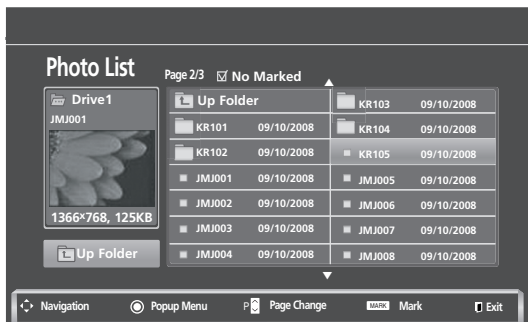 Photo List
Page 2/3 No Marked
Drive1
JMJ001
1366×768, 125KB
Up Folder
Up Folder
KR101 09/10/2008
KR102 09/10/2008
JMJ001 09/10/2008
JMJ002 09/10/2008
JMJ003 09/10/2008
JMJ004 09/10/2008
KR103 09/10/2008
KR104 09/10/2008
KR105 09/10/2008
JMJ005 09/10/2008
JMJ006 09/10/2008
JMJ007 09/10/2008
JMJ008 09/10/2008
Navigation Popup Menu P Page Change MARK Mark Exit